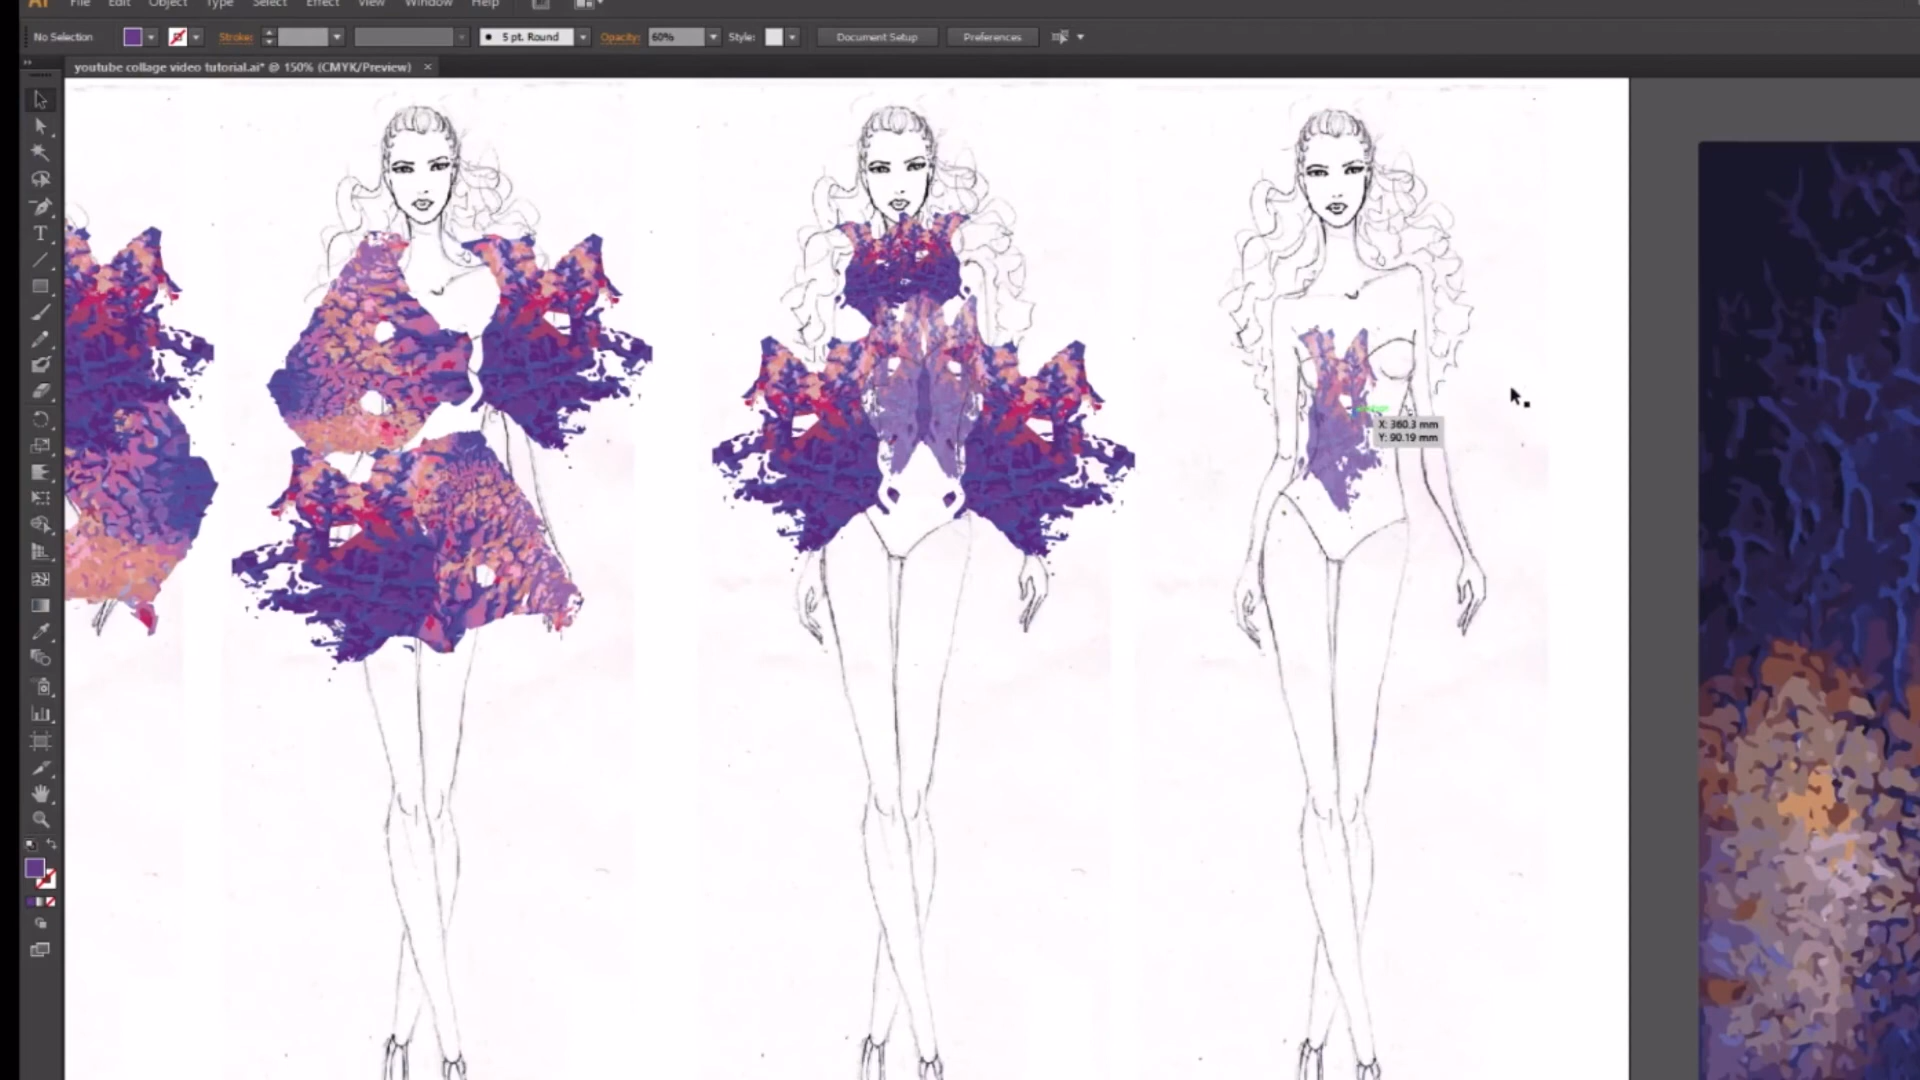 Ai File Edit Object Type Select Effect View Window Help
No Selection Stroke: 5 pt. Round Opacity: 60% Style: Document Setup Preferences
youtube collage video tutorial.ai* @ 150% (CMYK/Preview) ×
X: 360.3 mm
Y: 90.19 mm